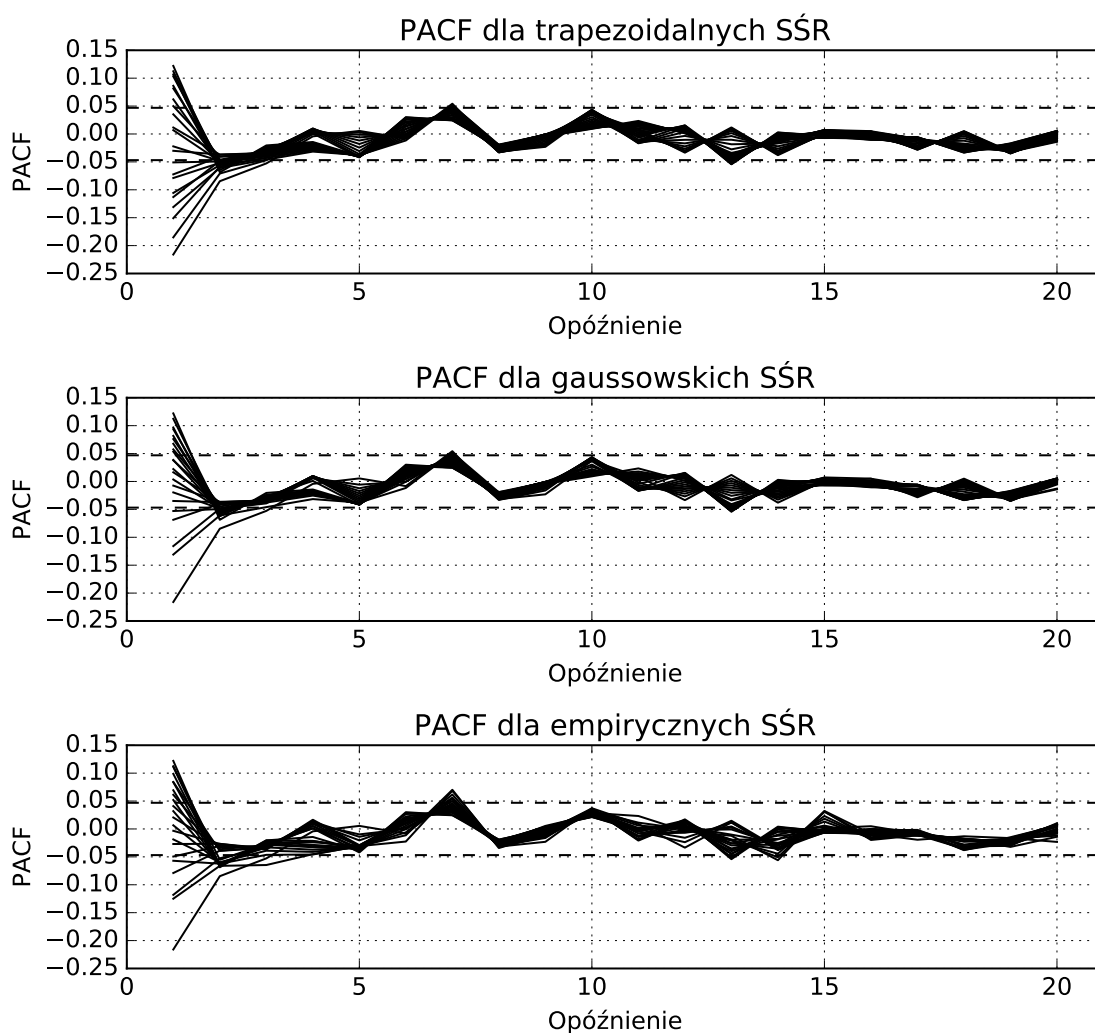 PACF dla trapezoidalnych SŚR
0.15
0.10
0.05
0.00
−0.05
−0.10
−0.15
−0.20
−0.25
PACF
0 5 10 15 20
Opóźnienie
PACF dla gaussowskich SŚR
0.15
0.10
0.05
0.00
−0.05
−0.10
−0.15
−0.20
−0.25
PACF
0 5 10 15 20
Opóźnienie
PACF dla empirycznych SŚR
0.15
0.10
0.05
0.00
−0.05
−0.10
−0.15
−0.20
−0.25
PACF
0 5 10 15 20
Opóźnienie